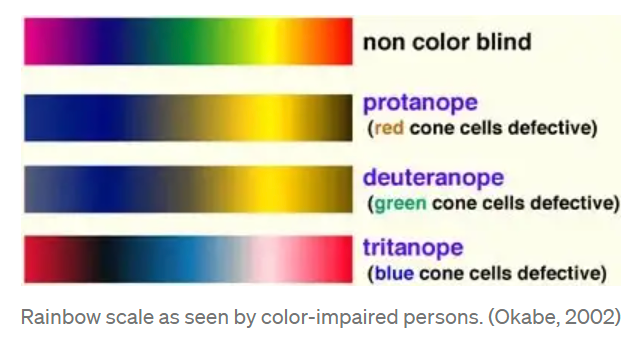 non color blind
protanope
(red cone cells defective)
deuteranope
(green cone cells defective)
tritanope
(blue cone cells defective)
Rainbow scale as seen by color-impaired persons. (Okabe, 2002)